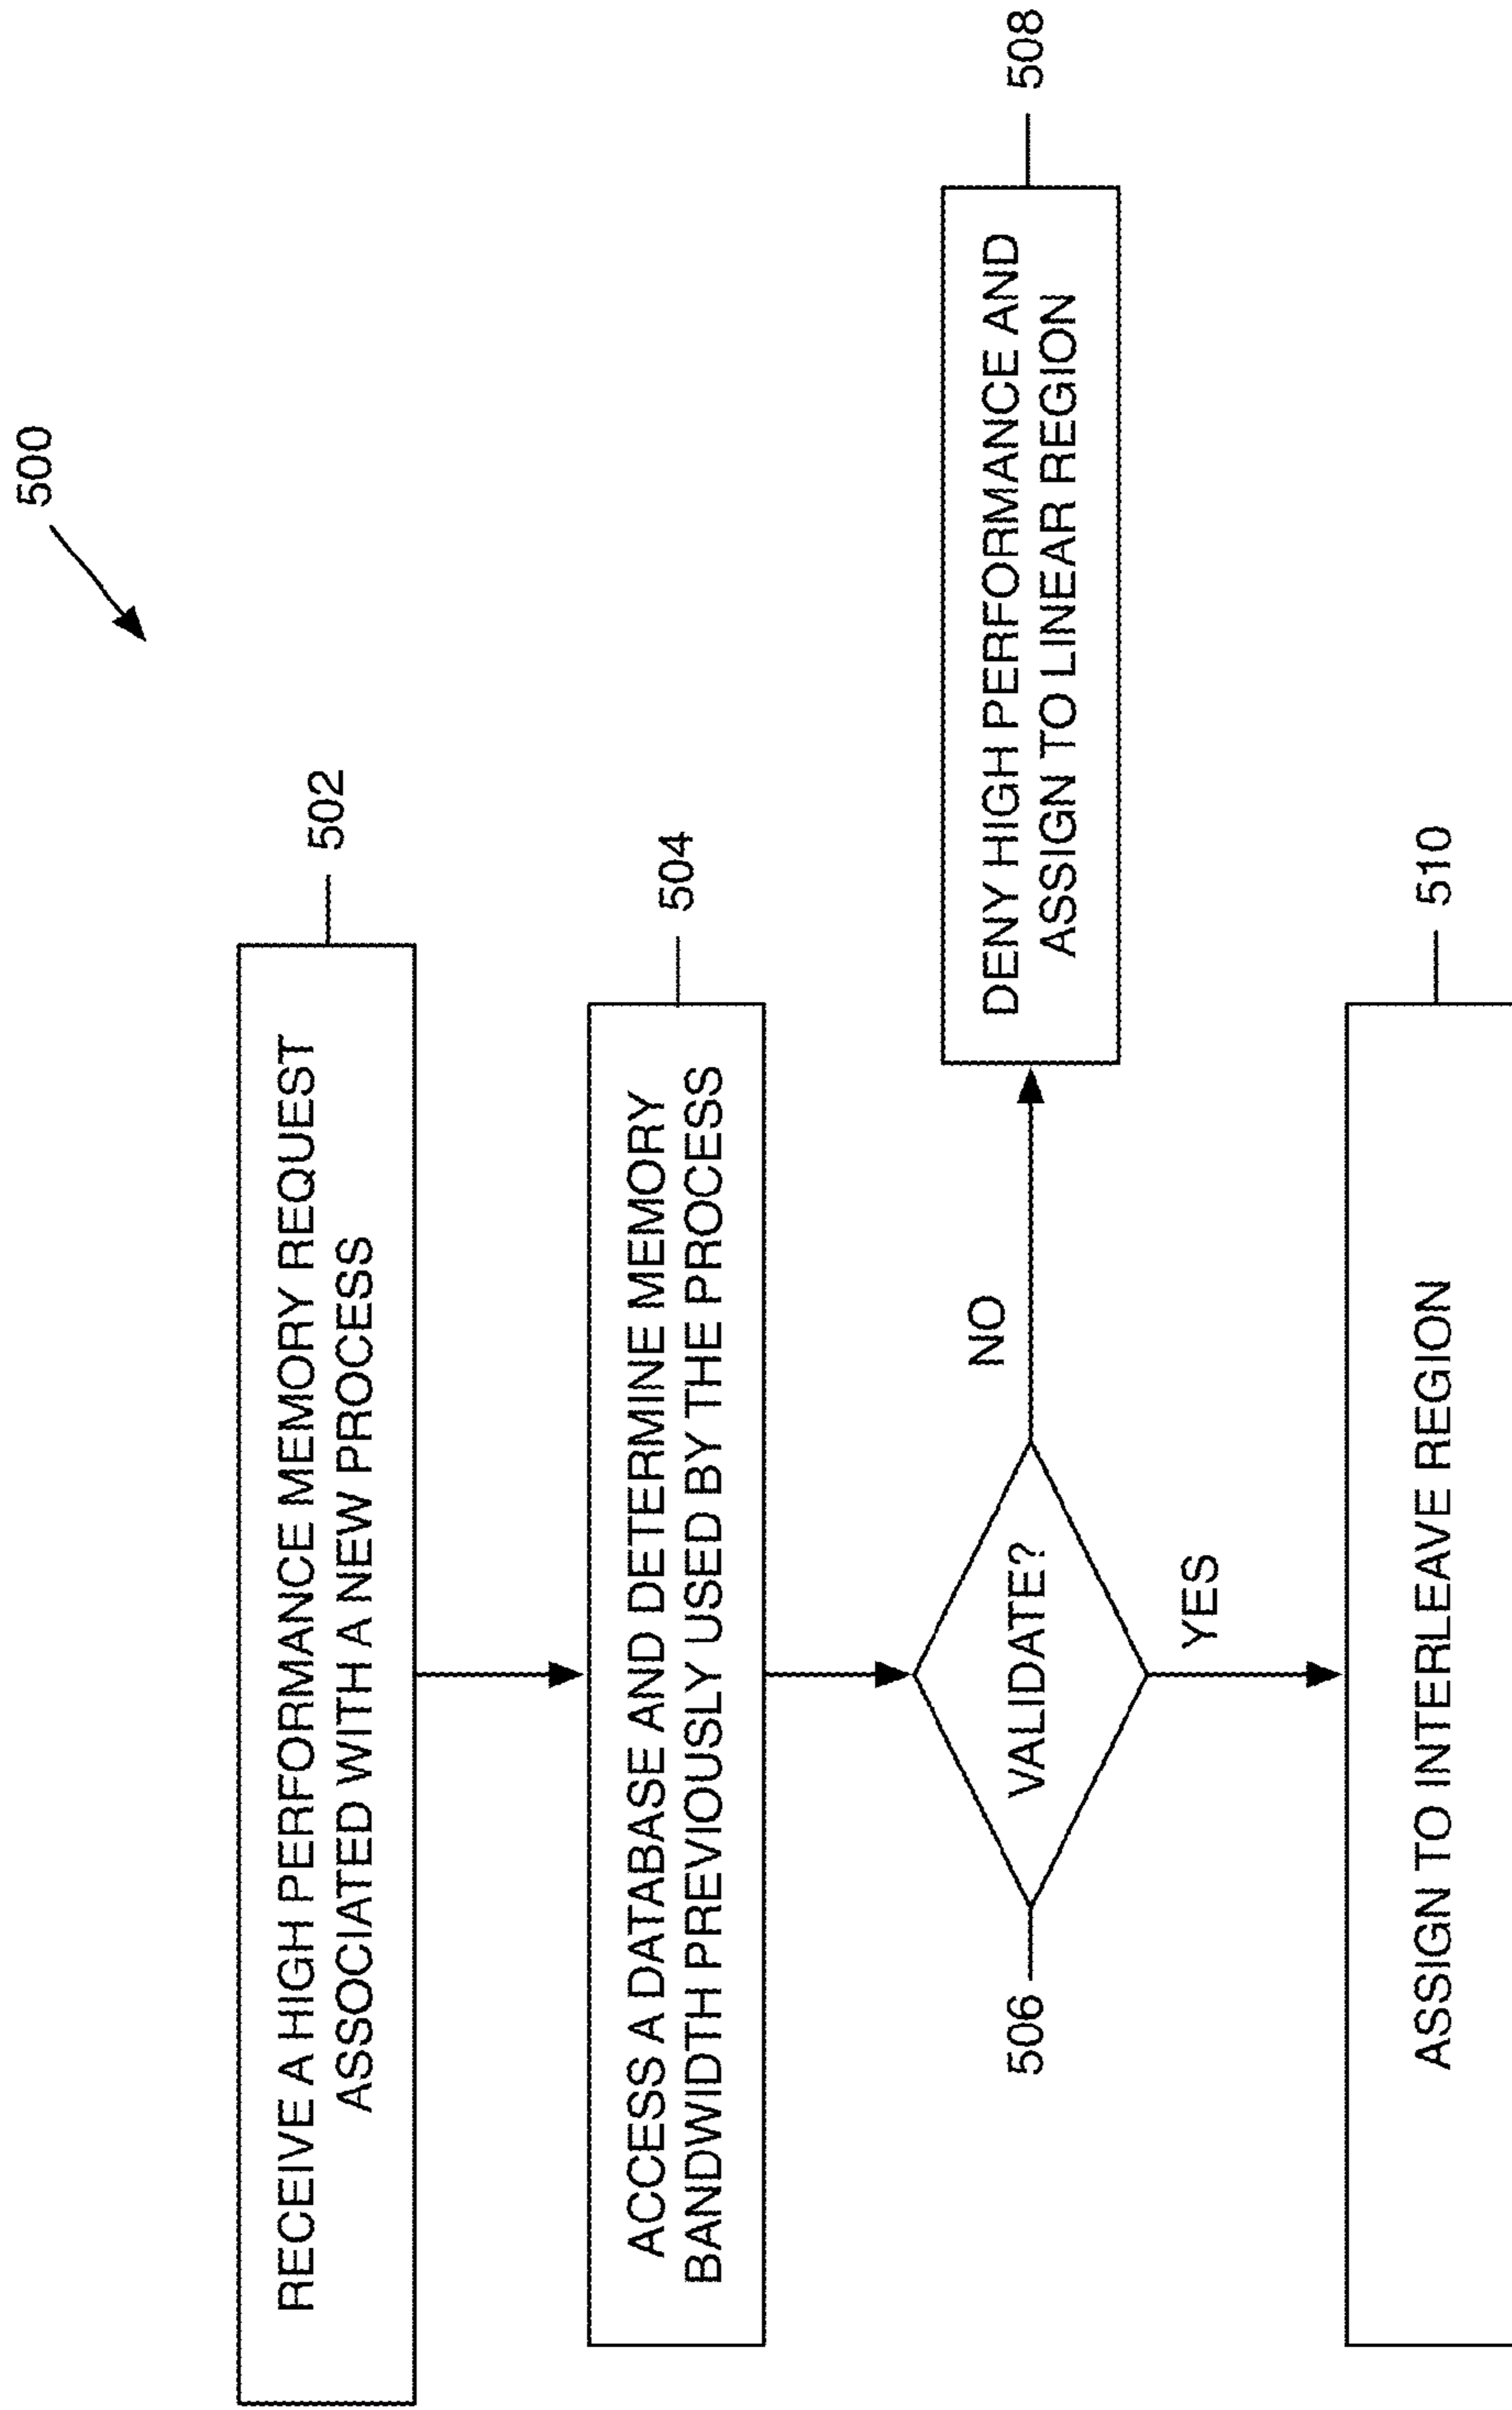 500
RECEIVE A HIGH PERFORMANCE MEMORY REQUEST
ASSOCIATED WITH A NEW PROCESS
502
ACCESS A DATABASE AND DETERMINE MEMORY
BANDWIDTH PREVIOUSLY USED BY THE PROCESS
504
506
VALIDATE?
NO
DENY HIGH PERFORMANCE AND
ASSIGN TO LINEAR REGION
508
YES
ASSIGN TO INTERLEAVE REGION
510